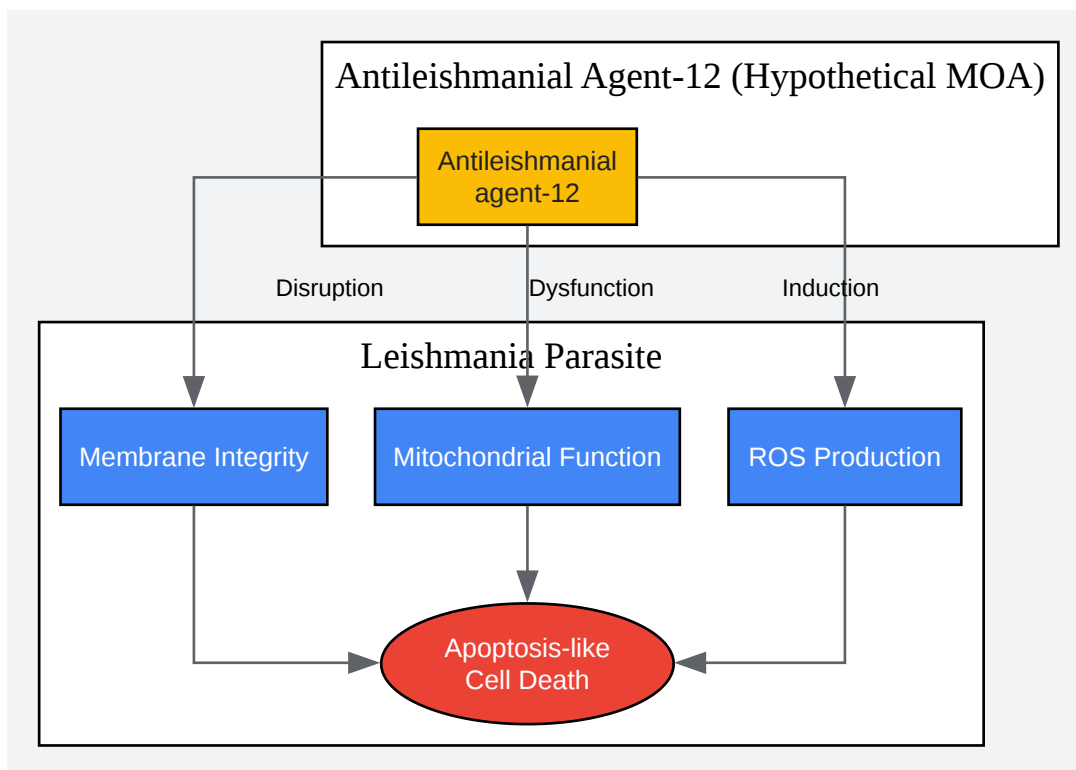 Antileishmanial Agent-12 (Hypothetical MOA)
Antileishmanial
agent-12
Disruption
Dysfunction
Induction
Leishmania Parasite
Membrane Integrity
Mitochondrial Function
ROS Production
Apoptosis-like
Cell Death